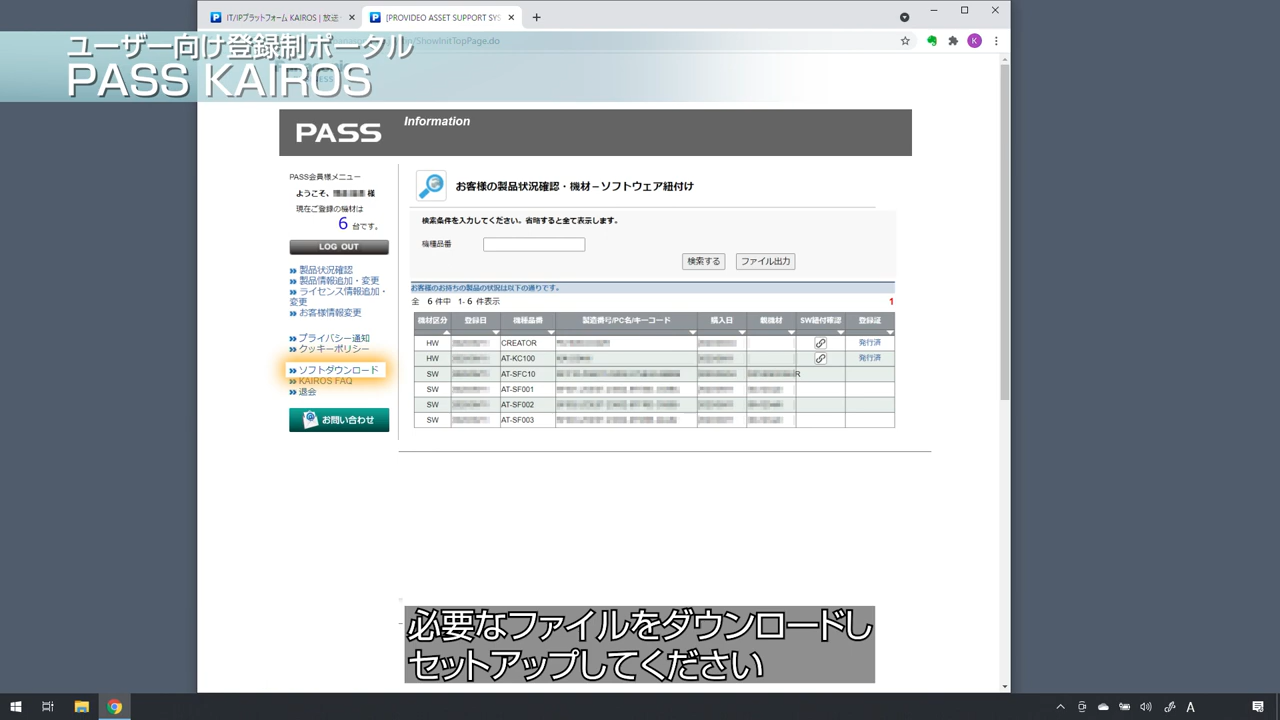 IT/IPプラットフォーム KAIROS | 放送
[PROVIDEO ASSET SUPPORT SYS
/ShowInitTopPage.do
K
ユーザー向け登録制ポータル
PASS KAIROS
PASS
Information
PASS会員様メニュー
ようこそ、 様
現在ご登録の機材は
6 台です。
LOG OUT
製品状況確認
製品情報追加・変更
ライセンス情報追加・
変更
お客様情報変更
プライバシー通知
クッキーポリシー
ソフトダウンロード
KAIROS FAQ
退会
お問い合わせ
お客様の製品状況確認・機材－ソフトウェア紐付け
検索条件を入力してください。省略すると全て表示します。
機種品番
検索する ファイル出力
お客様のお持ちの製品の状況は以下の通りです。
全 6 件中 1- 6 件表示 1
機材区分 登録日 機種品番 製造番号/PC名/キーコード 購入日 親機材 SW紐付確認 登録証
HW CREATOR 発行済
HW AT-KC100 発行済
SW AT-SFC10 R
SW AT-SF001
SW AT-SF002
SW AT-SF003
必要なファイルをダウンロードし
セットアップしてください
A